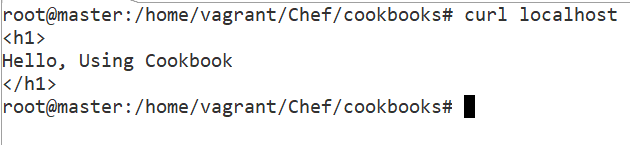 root@master:/home/vagrant/Chef/cookbooks# curl localhost
<h1>
Hello, Using Cookbook
</h1>
root@master:/home/vagrant/Chef/cookbooks#